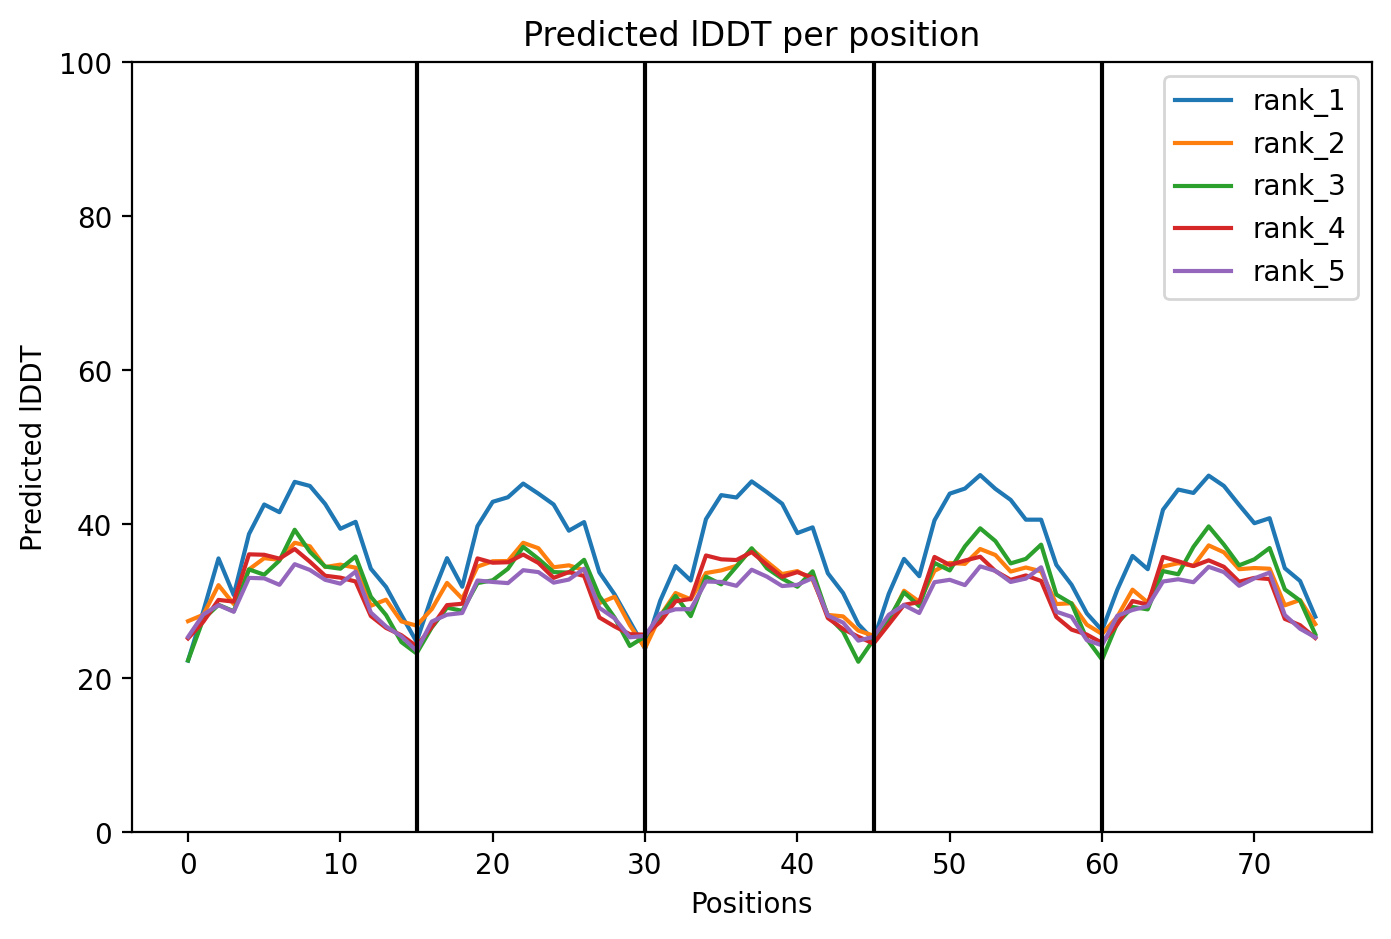 Predicted lDDT per position
100
80
60
40
20
0
Predicted lDDT
rank_1
rank_2
rank_3
rank_4
rank_5
0 10 20 30 40 50 60 70
Positions